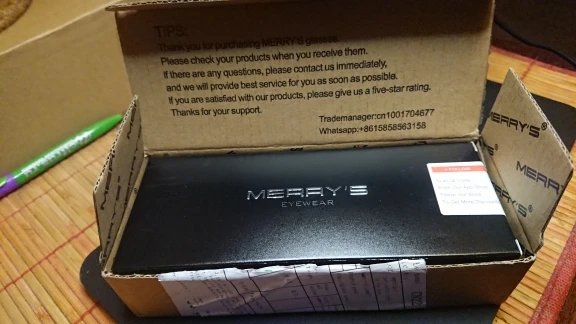 TIPS:
Thank you for purchasing MERRY'S glasses.
Please check your products when you receive them.
If there are any questions, please contact us immediately,
and we will provide best service for you as soon as possible.
If you are satisfied with our products, please give us a five-star rating.
Thanks for your support.
Trademanager:cn1001704677
Whatsapp:+8615858563158
MERRY'S®
MERRY'S
MERRY
MERRY'S
EYEWEAR